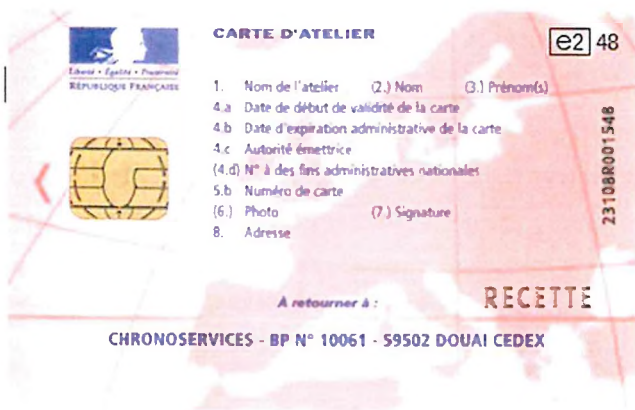 CARTE D'ATELIER
e2 48
Liberté • Égalité • Fraternité
RÉPUBLIQUE FRANÇAISE
1. Nom de l'atelier (2.) Nom (3.) Prénom(s)
4.a Date de début de validité de la carte
4.b Date d'expiration administrative de la carte
4.c Autorité émettrice
(4.d) N° à des fins administratives nationales
5.b Numéro de carte
(6.) Photo (7.) Signature
8. Adresse
23108R001548
À retourner à :
RECETTE
CHRONOSERVICES - BP N° 10061 - 59502 DOUAI CEDEX